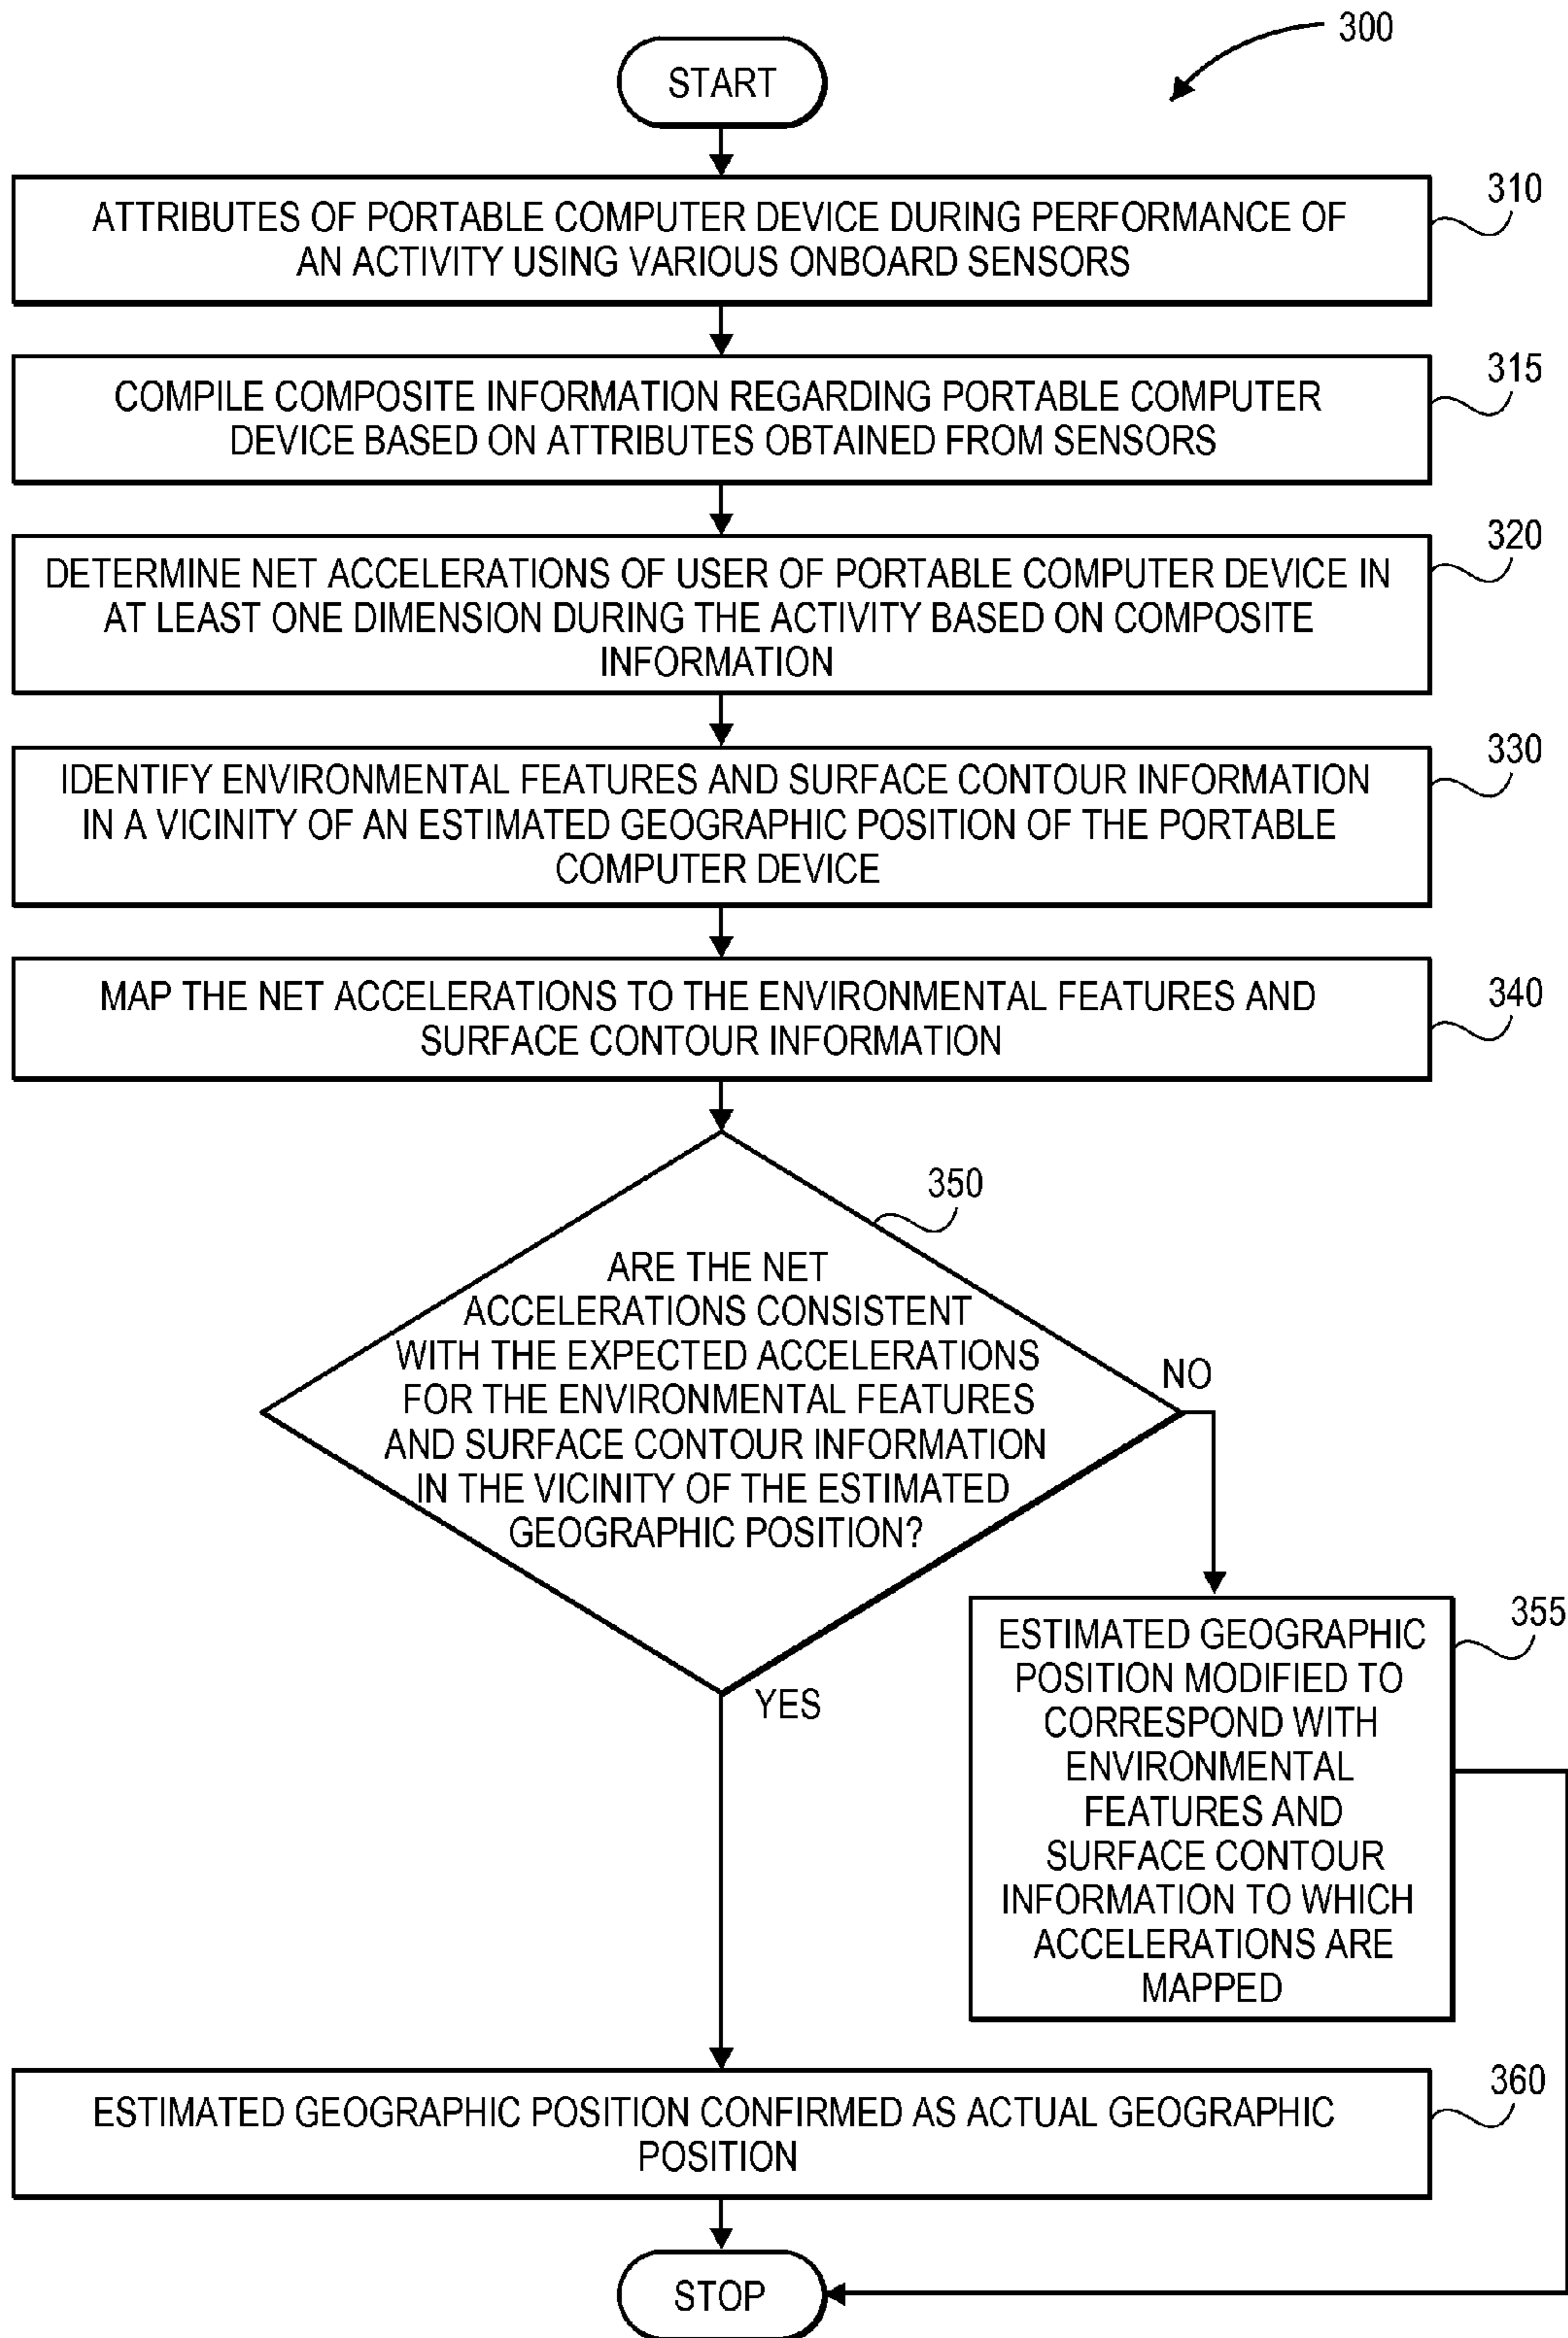 300
START
310
ATTRIBUTES OF PORTABLE COMPUTER DEVICE DURING PERFORMANCE OF
AN ACTIVITY USING VARIOUS ONBOARD SENSORS
315
COMPILE COMPOSITE INFORMATION REGARDING PORTABLE COMPUTER
DEVICE BASED ON ATTRIBUTES OBTAINED FROM SENSORS
320
DETERMINE NET ACCELERATIONS OF USER OF PORTABLE COMPUTER DEVICE IN
AT LEAST ONE DIMENSION DURING THE ACTIVITY BASED ON COMPOSITE
INFORMATION
330
IDENTIFY ENVIRONMENTAL FEATURES AND SURFACE CONTOUR INFORMATION
IN A VICINITY OF AN ESTIMATED GEOGRAPHIC POSITION OF THE PORTABLE
COMPUTER DEVICE
340
MAP THE NET ACCELERATIONS TO THE ENVIRONMENTAL FEATURES AND
SURFACE CONTOUR INFORMATION
350
ARE THE NET
ACCELERATIONS CONSISTENT
WITH THE EXPECTED ACCELERATIONS
FOR THE ENVIRONMENTAL FEATURES
AND SURFACE CONTOUR INFORMATION
IN THE VICINITY OF THE ESTIMATED
GEOGRAPHIC POSITION?
NO
YES
355
ESTIMATED GEOGRAPHIC
POSITION MODIFIED TO
CORRESPOND WITH
ENVIRONMENTAL
FEATURES AND
SURFACE CONTOUR
INFORMATION TO WHICH
ACCELERATIONS ARE
MAPPED
360
ESTIMATED GEOGRAPHIC POSITION CONFIRMED AS ACTUAL GEOGRAPHIC
POSITION
STOP